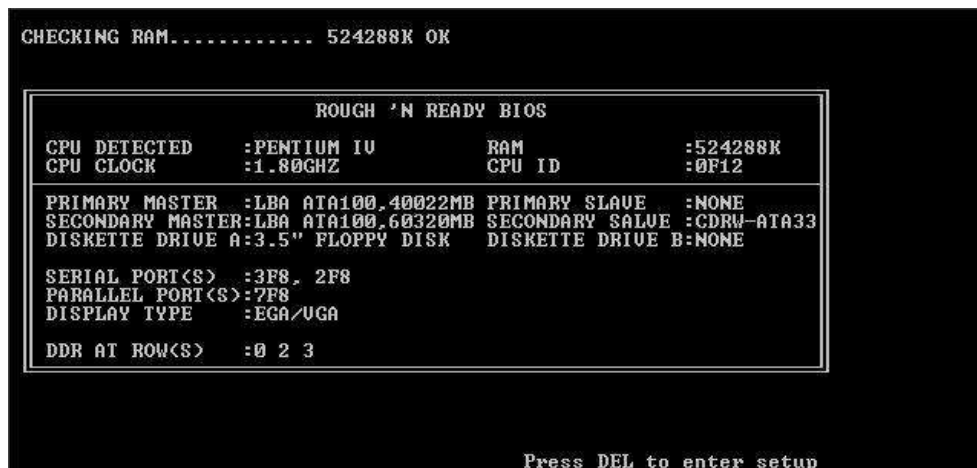 CHECKING RAM............ 524288K OK
ROUGH 'N READY BIOS
CPU DETECTED :PENTIUM IV RAM :524288K
CPU CLOCK :1.80GHZ CPU ID :0F12
PRIMARY MASTER :LBA ATA100,40022MB PRIMARY SLAVE :NONE
SECONDARY MASTER:LBA ATA100,60320MB SECONDARY SALVE :CDRW-ATA33
DISKETTE DRIVE A:3.5" FLOPPY DISK DISKETTE DRIVE B:NONE
SERIAL PORT(S) :3F8, 2F8
PARALLEL PORT(S):7F8
DISPLAY TYPE :EGA/VGA
DDR AT ROW(S) :0 2 3
Press DEL to enter setup